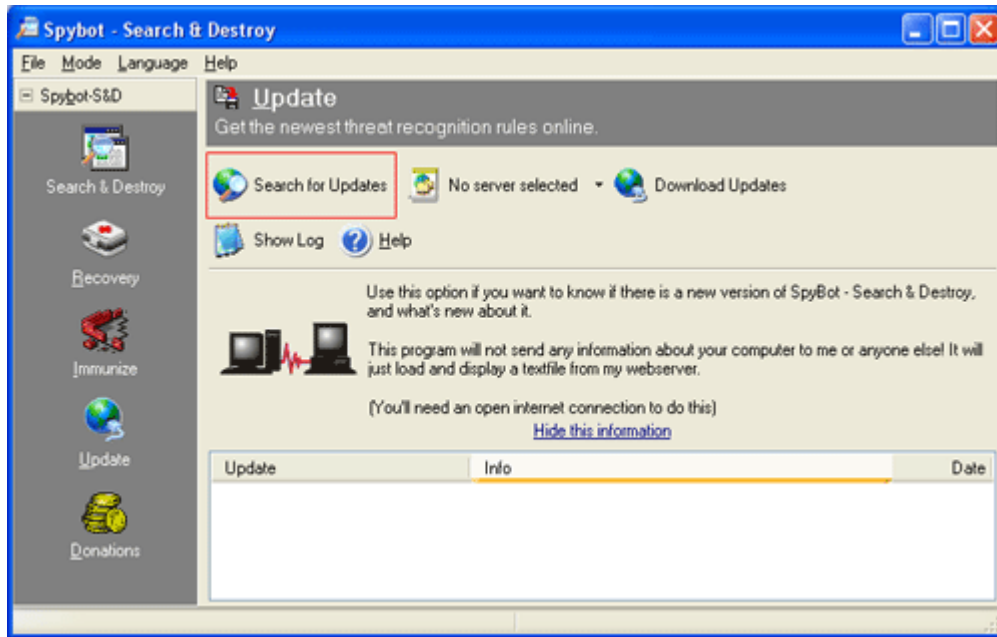 Spybot - Search & Destroy
File Mode Language Help
Spybot-S&D
Search & Destroy
Recovery
Immunize
Update
Donations
Update
Get the newest threat recognition rules online.
Search for Updates No server selected Download Updates
Show Log Help
Use this option if you want to know if there is a new version of SpyBot - Search & Destroy,
and what's new about it.
This program will not send any information about your computer to me or anyone else! It will
just load and display a textfile from my webserver.
(You'll need an open internet connection to do this)
Hide this information
Update Info Date